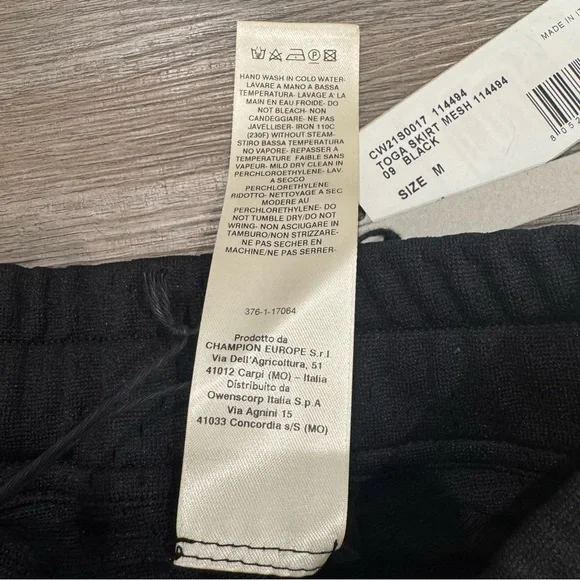 HAND WASH IN COLD WATER-
LAVARE A MANO A BASSA
TEMPERATURA- LAVAGE À LA
MAIN EN EAU FROIDE- DO
NOT BLEACH- NON
CANDEGGIARE- NE PAS
JAVELLISER- IRON 110C
(230F) WITHOUT STEAM-
STIRO BASSA TEMPERATURA
NO VAPORE- REPASSER A
TEMPERATURE FAIBLE SANS
VAPEUR- MILD DRY CLEAN IN
PERCHLOROETHYLENE- LAV.
A SECCO
PERCHLORETHYLENE
RIDOTTO- NETTOYAGE A SEC
MODERE AU
PERCHLORETHYLENE- DO
NOT TUMBLE DRY/DO NOT
WRING- NON ASCIUGARE IN
TAMBURO/NON STRIZZARE-
NE PAS SECHER EN
MACHINE/NE PAS SERRER-
376-1-17064
Prodotto da
CHAMPION EUROPE S.r.l
Via Dell'Agricoltura, 51
41012 Carpi (MO) – Italia
Distribuito da
Owenscorp Italia S.p.A
Via Agnini 15
41033 Concordia s/S (MO)
MADE IN
CW21S0017 114494
TOGA SKIRT MESH 114494
09 BLACK
SIZE M